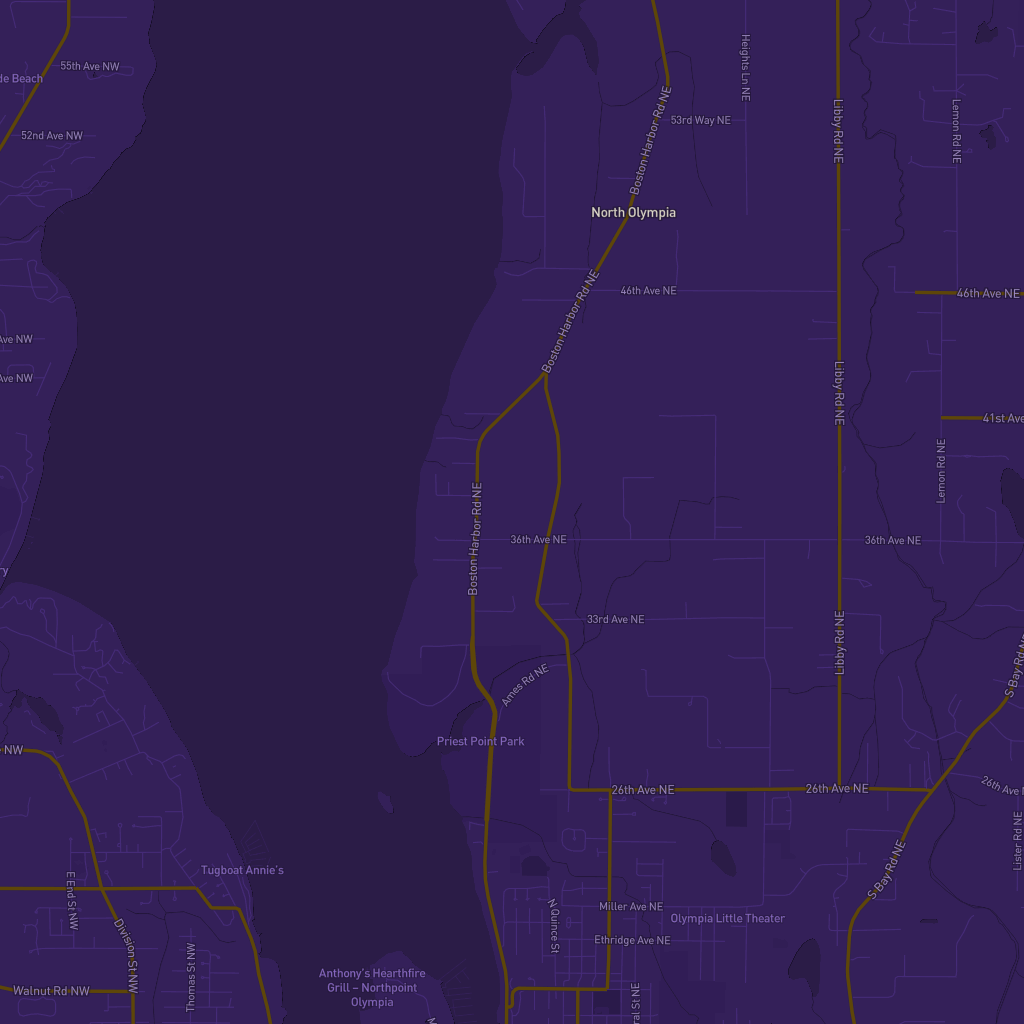 Heights Ln NE
55th Ave NW
de Beach
Boston Harbor Rd NE
Libby Rd NE
Lemon Rd NE
53rd Way NE
52nd Ave NW
North Olympia
46th Ave NE
46th Ave NE
Boston Harbor Rd NE
Ave NW
Ave NW
Libby Rd NE
41st Ave
Lemon Rd NE
Boston Harbor Rd NE
36th Ave NE
36th Ave NE
ry
33rd Ave NE
Libby Rd NE
S Bay Rd NE
Ames Rd NE
Priest Point Park
NW
26th Ave NE
26th Ave NE
26th Ave N
Lister Rd NE
Tugboat Annie's
S Bay Rd NE
E End St NW
Miller Ave NE
N Quince St
Olympia Little Theater
Ethridge Ave NE
Division St NW
Thomas St NW
Anthony's Hearthfire
Grill – Northpoint
Olympia
Walnut Rd NW
ral St NE